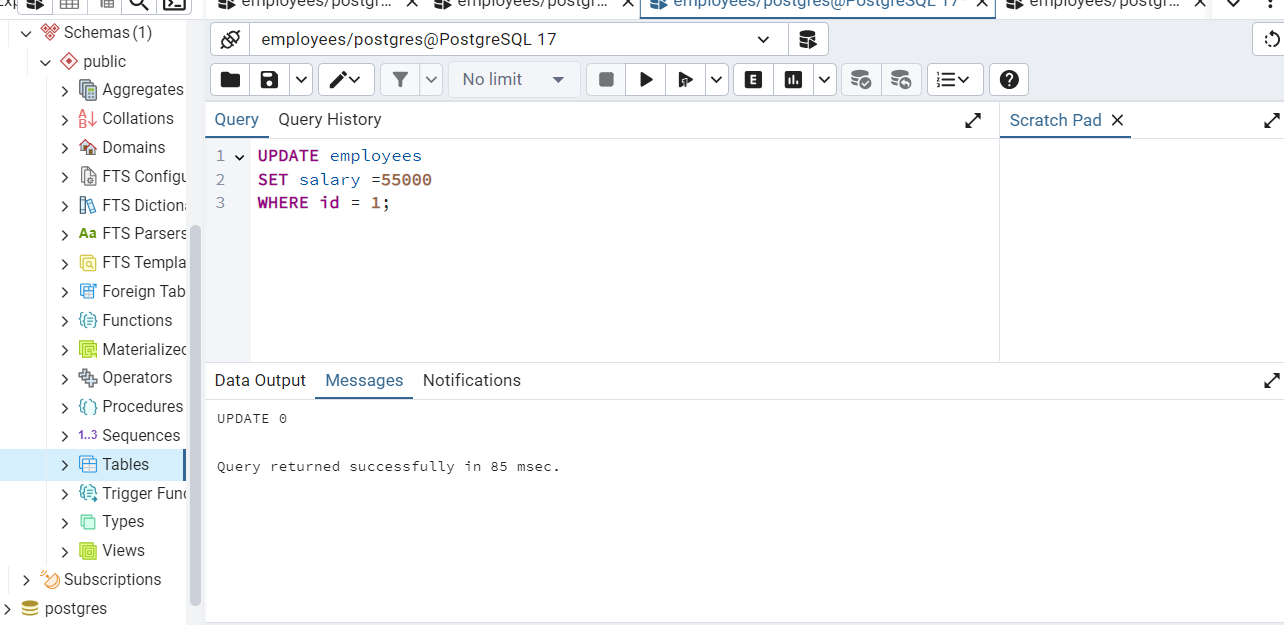 employees/postgr...
employees/postgr...
employees/postgres@PostgreSQL 17
employees/postgr...
Schemas (1)
public
Aggregates
Collations
Domains
FTS Configu
FTS Diction
FTS Parsers
FTS Templa
Foreign Tab
Functions
Materialized
Operators
Procedures
1..3 Sequences
Tables
Trigger Func
Types
Views
Subscriptions
postgres
employees/postgres@PostgreSQL 17
No limit
E
Query
Query History
Scratch Pad
1 UPDATE employees
2 SET salary =55000
3 WHERE id = 1;
Data Output
Messages
Notifications
UPDATE 0
Query returned successfully in 85 msec.